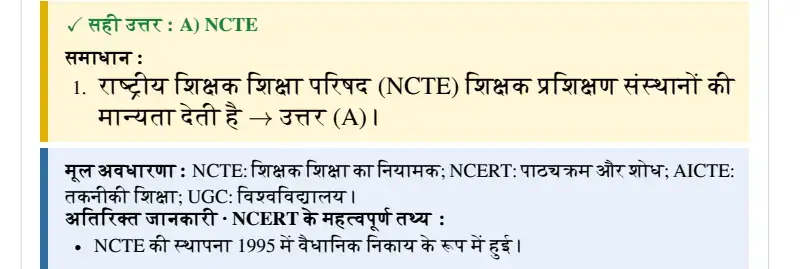 ✓ सही उत्तर : A) NCTE
समाधान :
1. राष्ट्रीय शिक्षक शिक्षा परिषद (NCTE) शिक्षक प्रशिक्षण संस्थानों की
मान्यता देती है → उत्तर (A)।
मूल अवधारणा : NCTE: शिक्षक शिक्षा का नियामक; NCERT: पाठ्यक्रम और शोध; AICTE:
तकनीकी शिक्षा; UGC: विश्वविद्यालय।
अतिरिक्त जानकारी · NCERT के महत्वपूर्ण तथ्य :
• NCTE की स्थापना 1995 में वैधानिक निकाय के रूप में हुई।